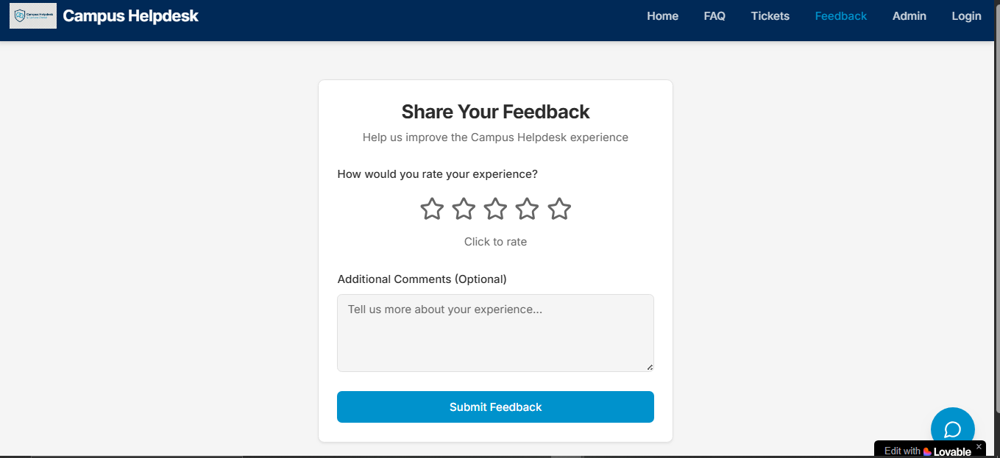 Campus Helpdesk
Campus Helpdesk
Home
FAQ
Tickets
Feedback
Admin
Login
Share Your Feedback
Help us improve the Campus Helpdesk experience
How would you rate your experience?
Click to rate
Additional Comments (Optional)
Tell us more about your experience...
Submit Feedback
Edit with Lovable